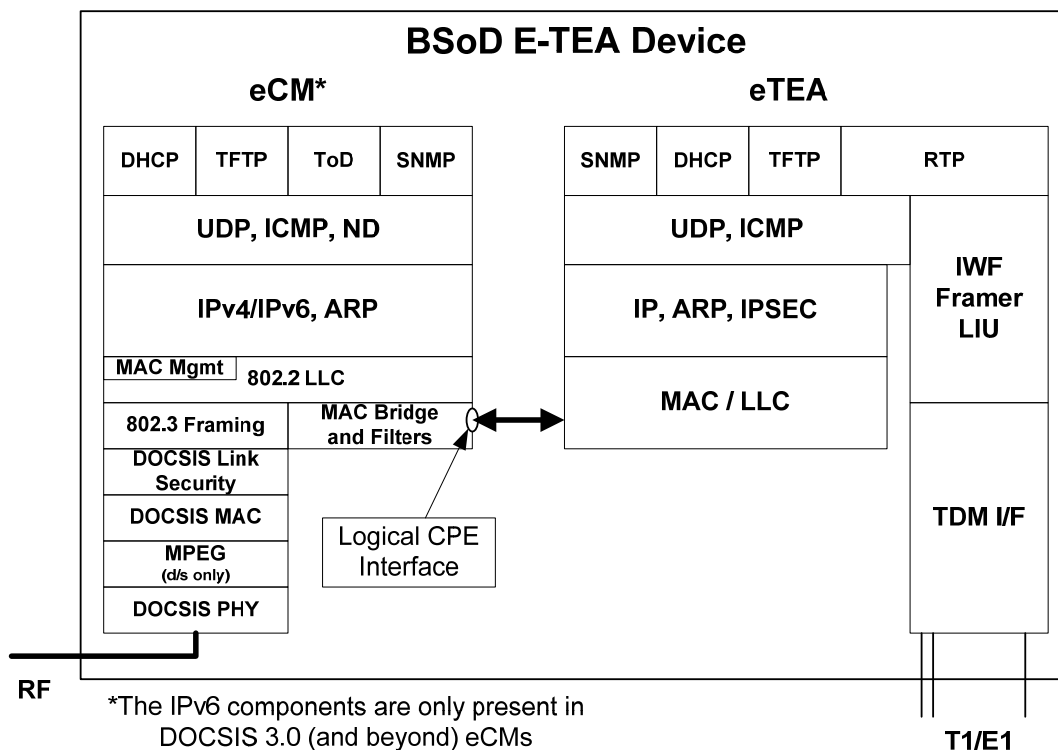 BSoD E-TEA Device
eCM*
eTEA
DHCP
TFTP
ToD
SNMP
UDP, ICMP, ND
IPv4/IPv6, ARP
MAC Mgmt
802.2 LLC
802.3 Framing
MAC Bridge
and Filters
DOCSIS Link
Security
DOCSIS MAC
MPEG
(d/s only)
DOCSIS PHY
Logical CPE
Interface
SNMP
DHCP
TFTP
RTP
UDP, ICMP
IP, ARP, IPSEC
MAC / LLC
IWF
Framer
LIU
TDM I/F
RF
T1/E1
*The IPv6 components are only present in
DOCSIS 3.0 (and beyond) eCMs